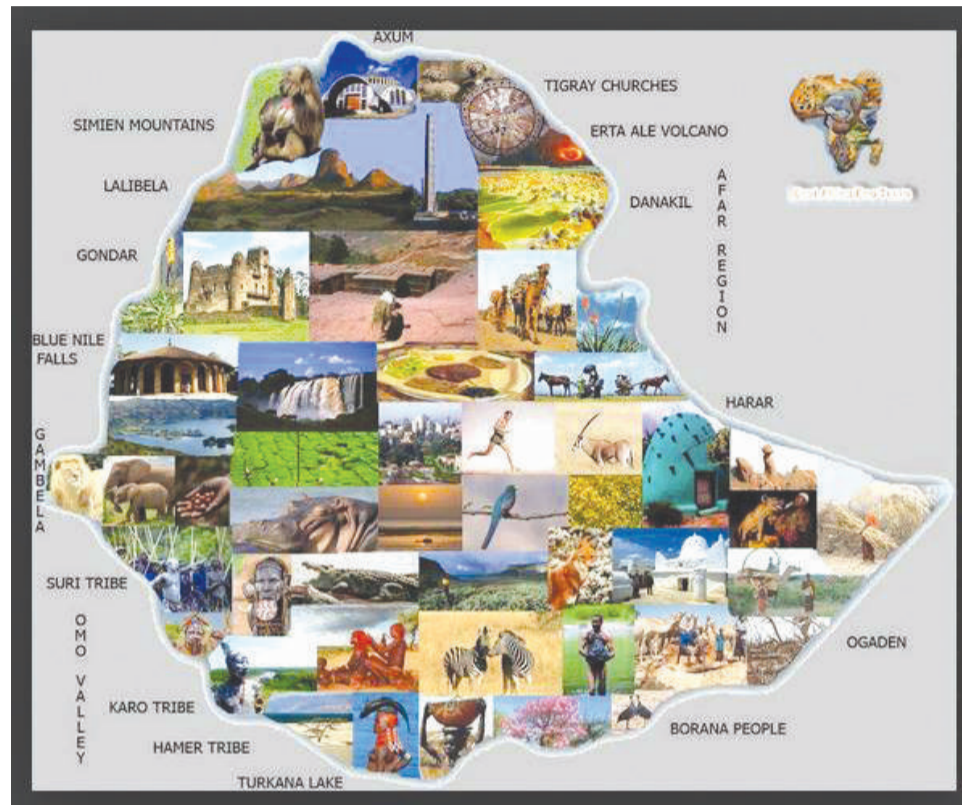 AXUM
TIGRAY CHURCHES
SIMIEN MOUNTAINS
ERTA ALE VOLCANO
LALIBELA
DANAKIL
AFAR REGION
GONDAR
BLUE NILE
FALLS
HARAR
GAMBELA
SURI TRIBE
OMO VALLEY
OGADEN
KARO TRIBE
BORANA PEOPLE
HAMER TRIBE
TURKANA LAKE